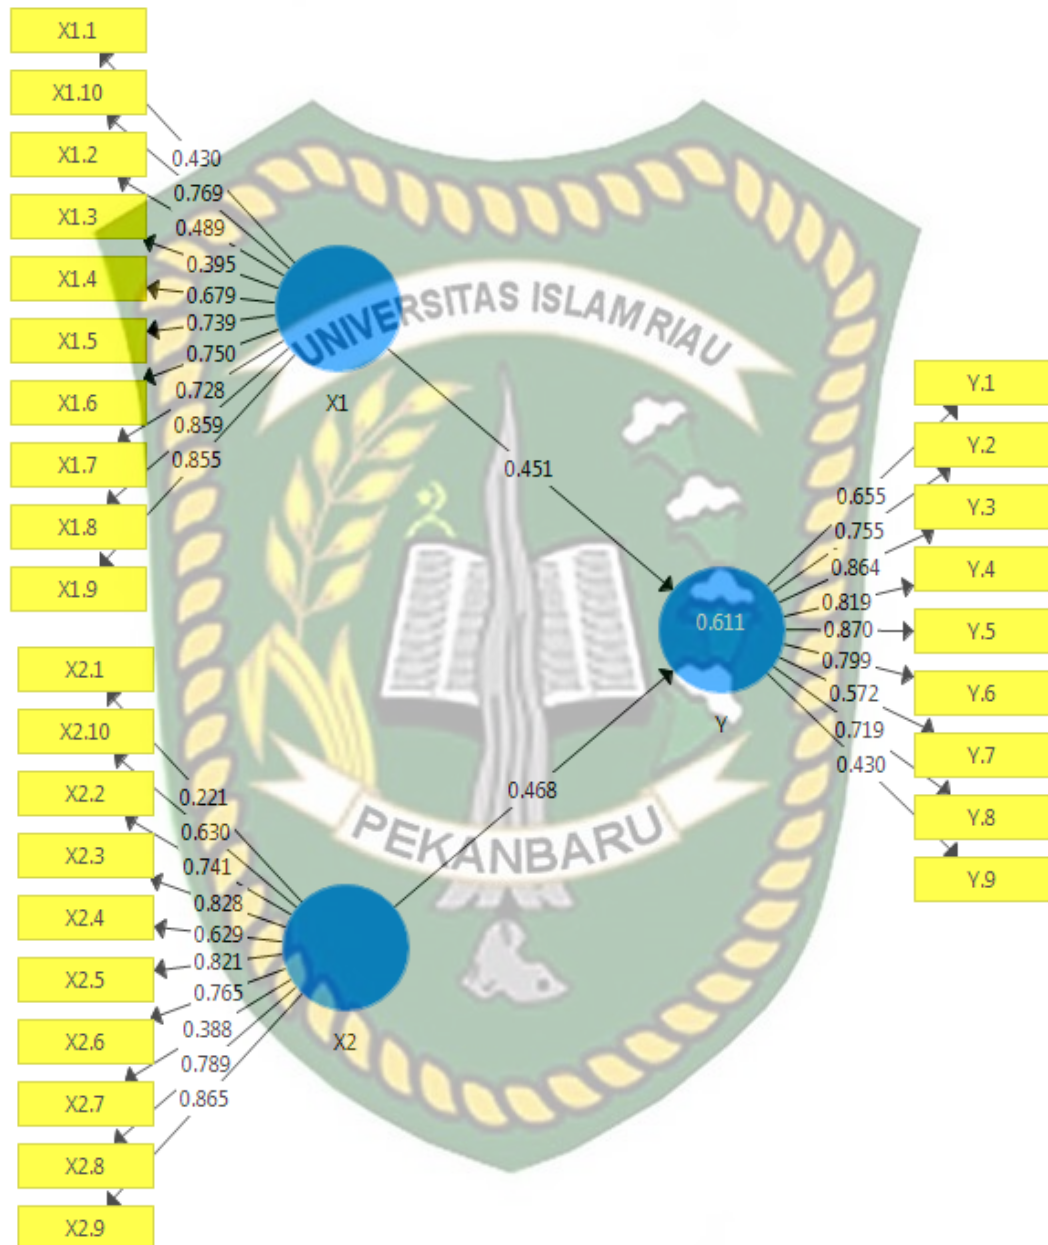 X1.1
X1.10
X1.2
X1.3
X1.4
X1.5
X1.6
X1.7
X1.8
X1.9
0.430
0.769
0.489
0.395
0.679
0.739
0.750
0.728
0.859
0.855
X1
UNIVERSITAS ISLAM RIAU
0.451
X2.1
X2.10
X2.2
X2.3
X2.4
X2.5
X2.6
X2.7
X2.8
X2.9
0.221
0.630
0.741
0.828
0.629
0.821
0.765
0.388
0.789
0.865
X2
0.468
PEKANBARU
0.611
Y
0.655
0.755
0.864
0.819
0.870
0.799
0.572
0.719
0.430
Y.1
Y.2
Y.3
Y.4
Y.5
Y.6
Y.7
Y.8
Y.9